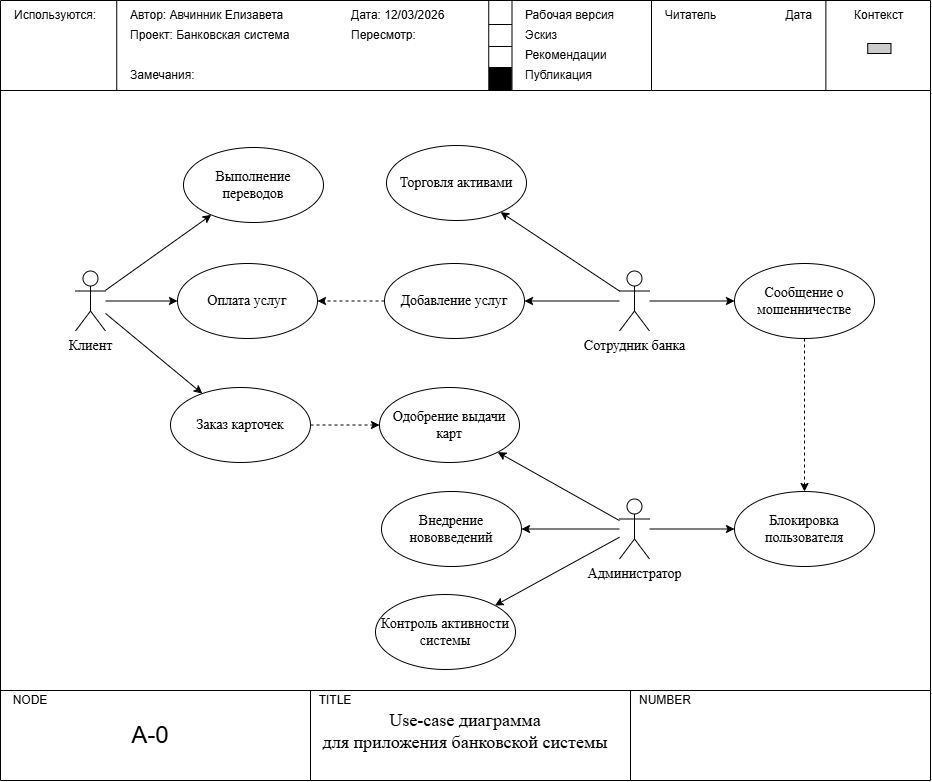 Используются:
Автор: Авчинник Елизавета
Дата: 12/03/2026
Проект: Банковская система
Пересмотр:
Замечания:
Рабочая версия
Эскиз
Рекомендации
Публикация
Читатель
Дата
Контекст
Выполнение
переводов
Торговля активами
Оплата услуг
Добавление услуг
Сообщение о
мошенничестве
Клиент
Сотрудник банка
Заказ карточек
Одобрение выдачи
карт
Внедрение
нововведений
Блокировка
пользователя
Администратор
Контроль активности
системы
NODE
A-0
TITLE
Use-case диаграмма
для приложения банковской системы
NUMBER